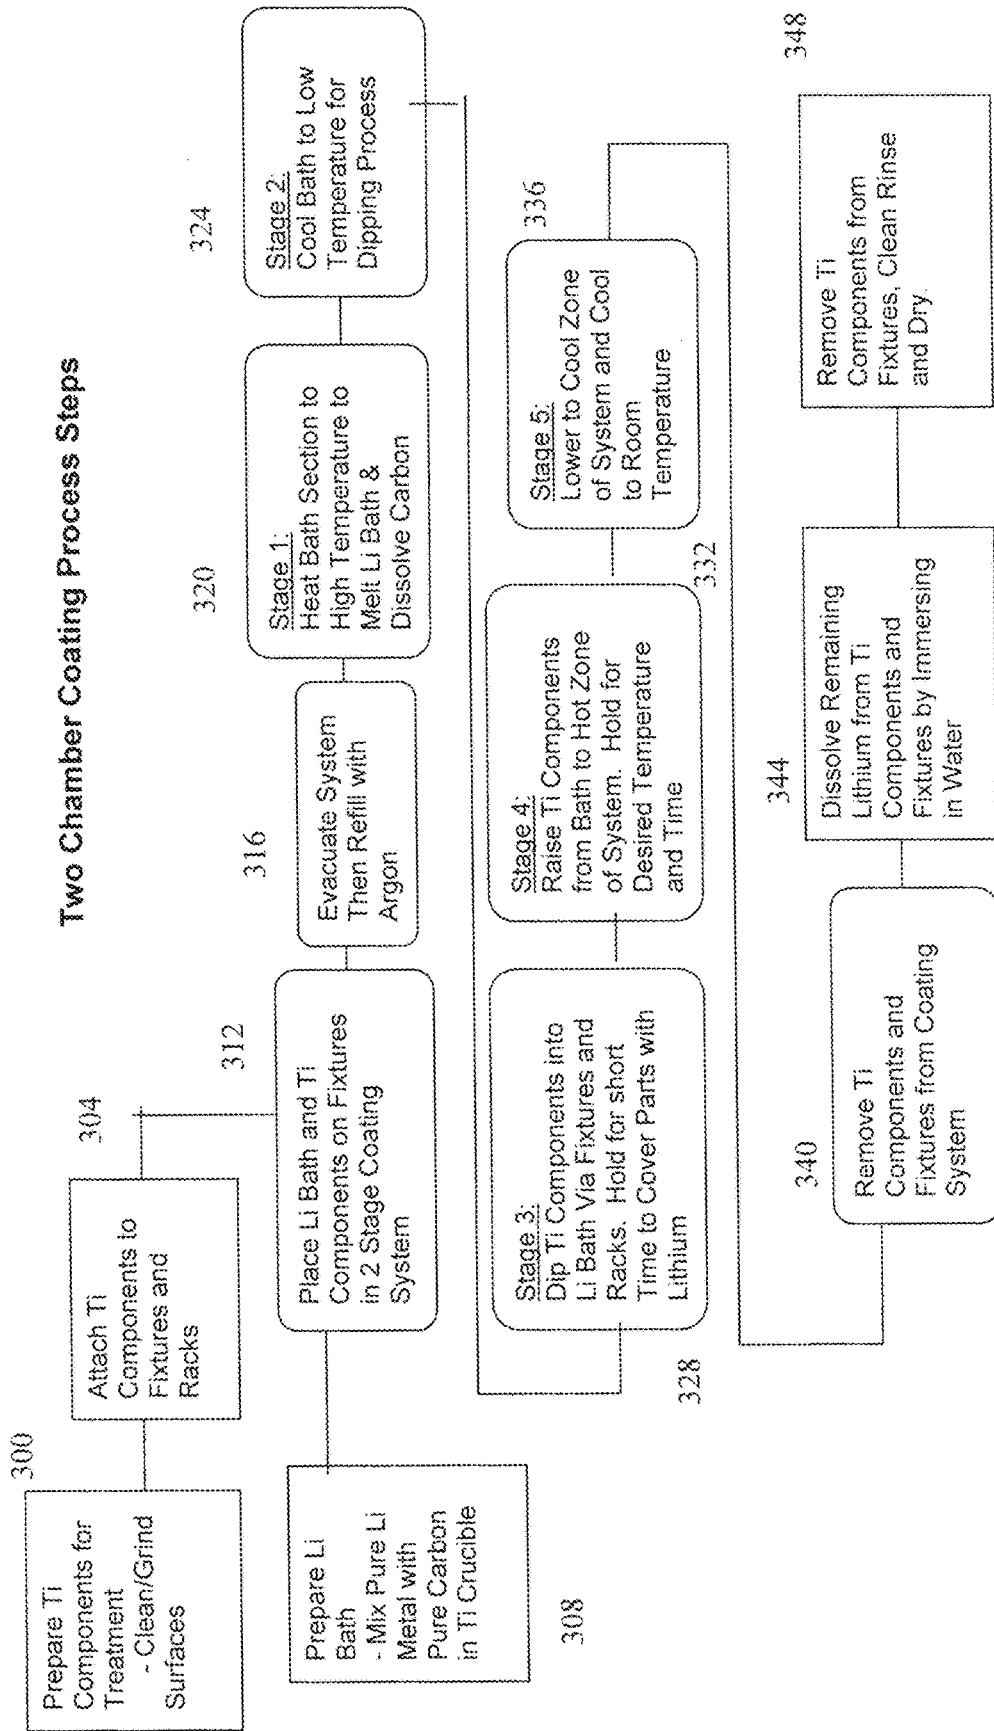 Two Chamber Coating Process Steps
300
Prepare Ti
Components for
Treatment
- Clean/Grind
Surfaces
304
Attach Ti
Components to
Fixtures and
Racks
308
Prepare Li
Bath
- Mix Pure Li
Metal with
Pure Carbon
in Ti Crucible
312
Place Li Bath and Ti
Components on Fixtures
in 2 Stage Coating
System
316
Evacuate System
Then Refill with
Argon
320
Stage 1:
Heat Bath Section to
High Temperature to
Melt Li Bath &
Dissolve Carbon
324
Stage 2:
Cool Bath to Low
Temperature for
Dipping Process
328
Stage 3:
Dip Ti Components into
Li Bath Via Fixtures and
Racks. Hold for short
Time to Cover Parts with
Lithium
332
Stage 4:
Raise Ti Components
from Bath to Hot Zone
of System. Hold for
Desired Temperature
and Time
336
Stage 5:
Lower to Cool Zone
of System and Cool
to Room
Temperature
340
Remove Ti
Components and
Fixtures from Coating
System
344
Dissolve Remaining
Lithium from Ti
Components and
Fixtures by Immersing
in Water
348
Remove Ti
Components from
Fixtures, Clean Rinse
and Dry.